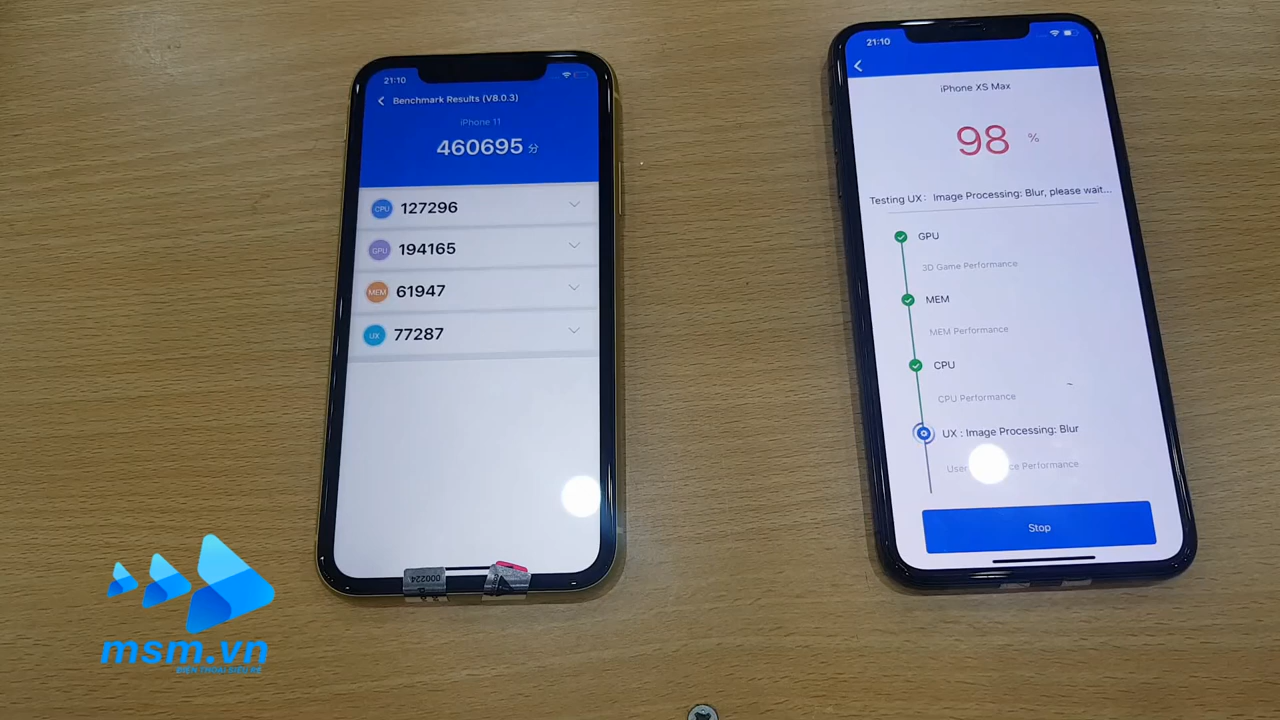 21:10
Benchmark Results (V8.0.3)
iPhone 11
460695 分
CPU 127296
GPU 194165
MEM 61947
UX 77287
000224
msm.vn
21:10
iPhone XS Max
98 %
Testing UX : Image Processing: Blur, please wait...
GPU
3D Game Performance
MEM
MEM Performance
CPU
CPU Performance
UX : Image Processing: Blur
Performance
Stop